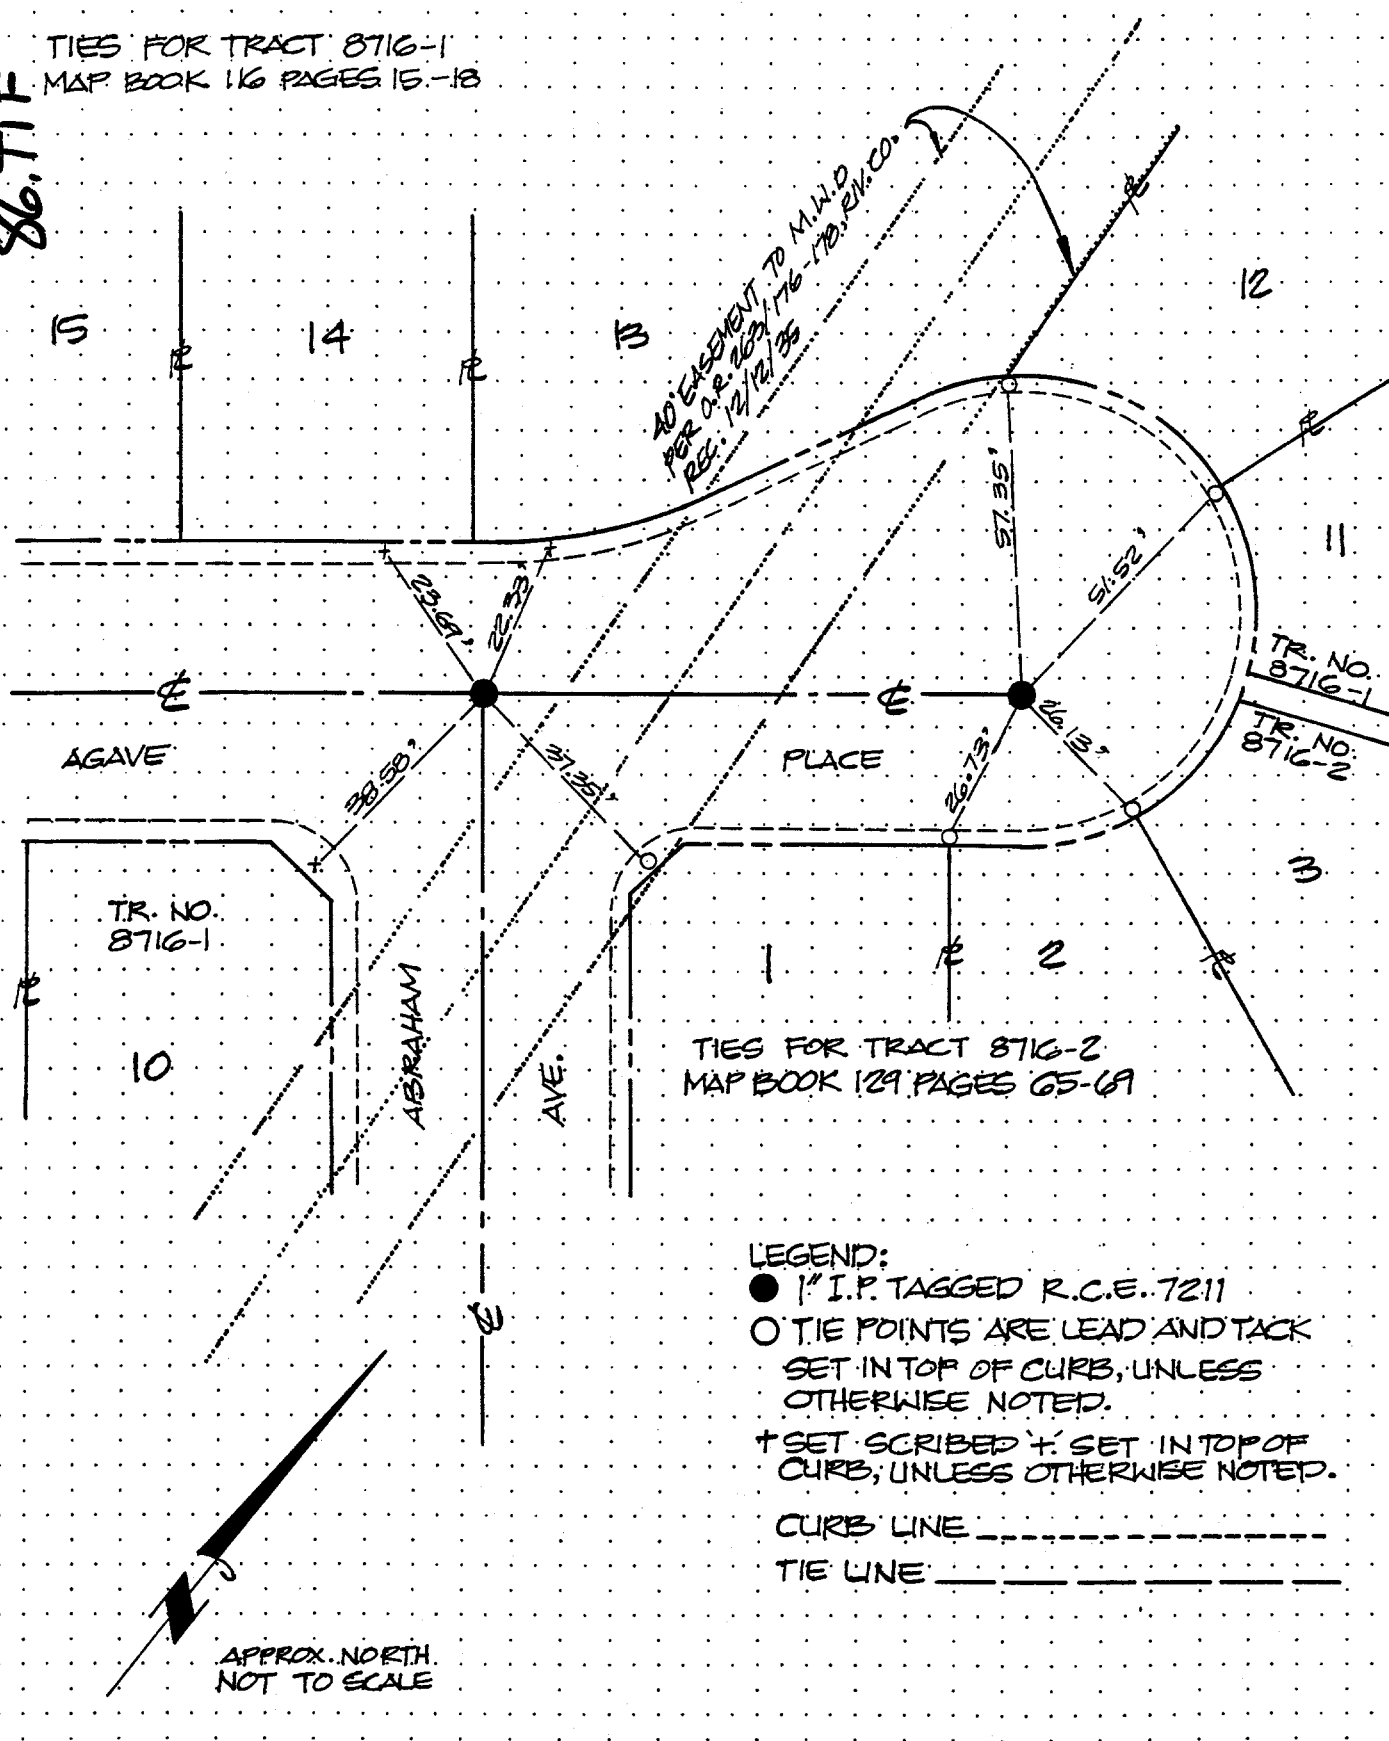 TIES FOR TRACT 8716-1
MAP BOOK 116 PAGES 15-18
86.TIF
40' EASEMENT TO M.W.D.
PER O.R. 263/176-178, RIV. CO.
REC. 12/12/35
15
14
13
12
11
℄
℄
℄
℄
23.69'
22.33'
57.35'
51.52'
TR. NO.
8716-1
TR. NO.
8716-2
℄
℄
AGAVE
PLACE
38.58'
37.35'
26.73'
26.13'
TR. NO.
8716-1
10
ABRAHAM
AVE.
1
2
3
TIES FOR TRACT 8716-2
MAP BOOK 129 PAGES 65-69
LEGEND:
1" I.P. TAGGED R.C.E. 7211
TIE POINTS ARE LEAD AND TACK
SET IN TOP OF CURB, UNLESS
OTHERWISE NOTED.
+ SET SCRIBED '+' SET IN TOP OF
CURB, UNLESS OTHERWISE NOTED.
CURB LINE
TIE LINE
APPROX. NORTH
NOT TO SCALE